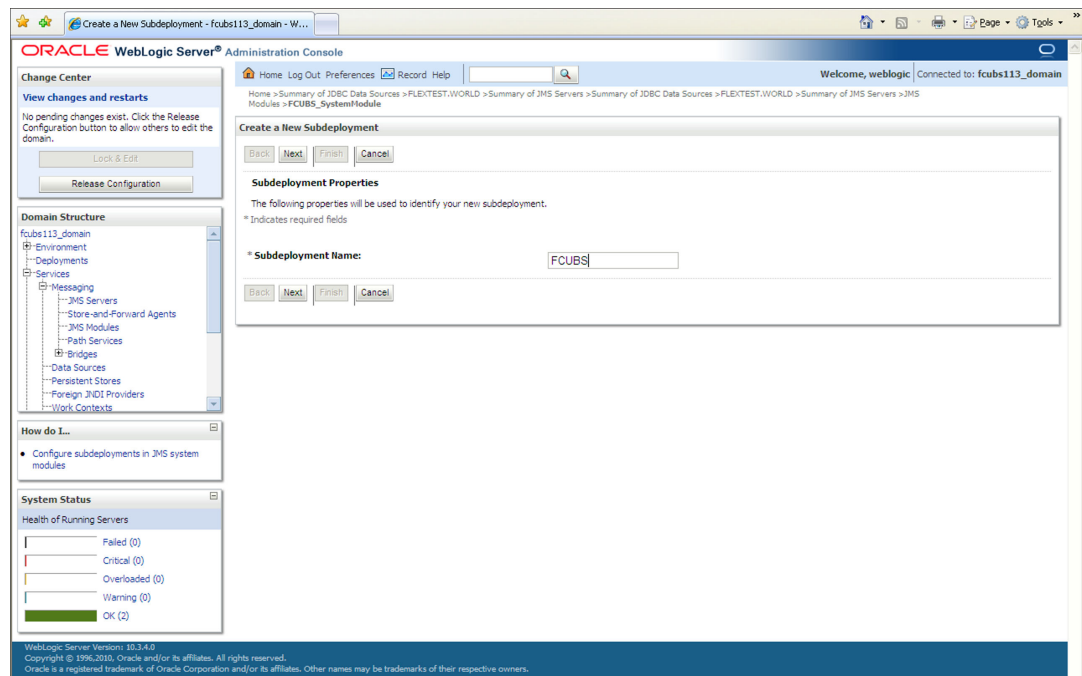 Create a New Subdeployment - fcubs113_domain - W...
Page
Tools
»
ORACLE WebLogic Server® Administration Console
Change Center
View changes and restarts
No pending changes exist. Click the Release
Configuration button to allow others to edit the
domain.
Lock & Edit
Release Configuration
Domain Structure
fcubs113_domain
Environment
Deployments
Services
Messaging
JMS Servers
Store-and-Forward Agents
JMS Modules
Path Services
Bridges
Data Sources
Persistent Stores
Foreign JNDI Providers
Work Contexts
How do I...
Configure subdeployments in JMS system
modules
System Status
Health of Running Servers
Failed (0)
Critical (0)
Overloaded (0)
Warning (0)
OK (2)
Home Log Out Preferences Record Help
Welcome, weblogic Connected to: fcubs113_domain
Home >Summary of JDBC Data Sources >FLEXTEST.WORLD >Summary of JMS Servers >Summary of JDBC Data Sources >FLEXTEST.WORLD >Summary of JMS Servers >JMS
Modules >FCUBS_SystemModule
Create a New Subdeployment
Back Next Finish Cancel
Subdeployment Properties
The following properties will be used to identify your new subdeployment.
* Indicates required fields
* Subdeployment Name: FCUBS
Back Next Finish Cancel
WebLogic Server Version: 10.3.4.0
Copyright © 1996,2010, Oracle and/or its affiliates. All rights reserved.
Oracle is a registered trademark of Oracle Corporation and/or its affiliates. Other names may be trademarks of their respective owners.